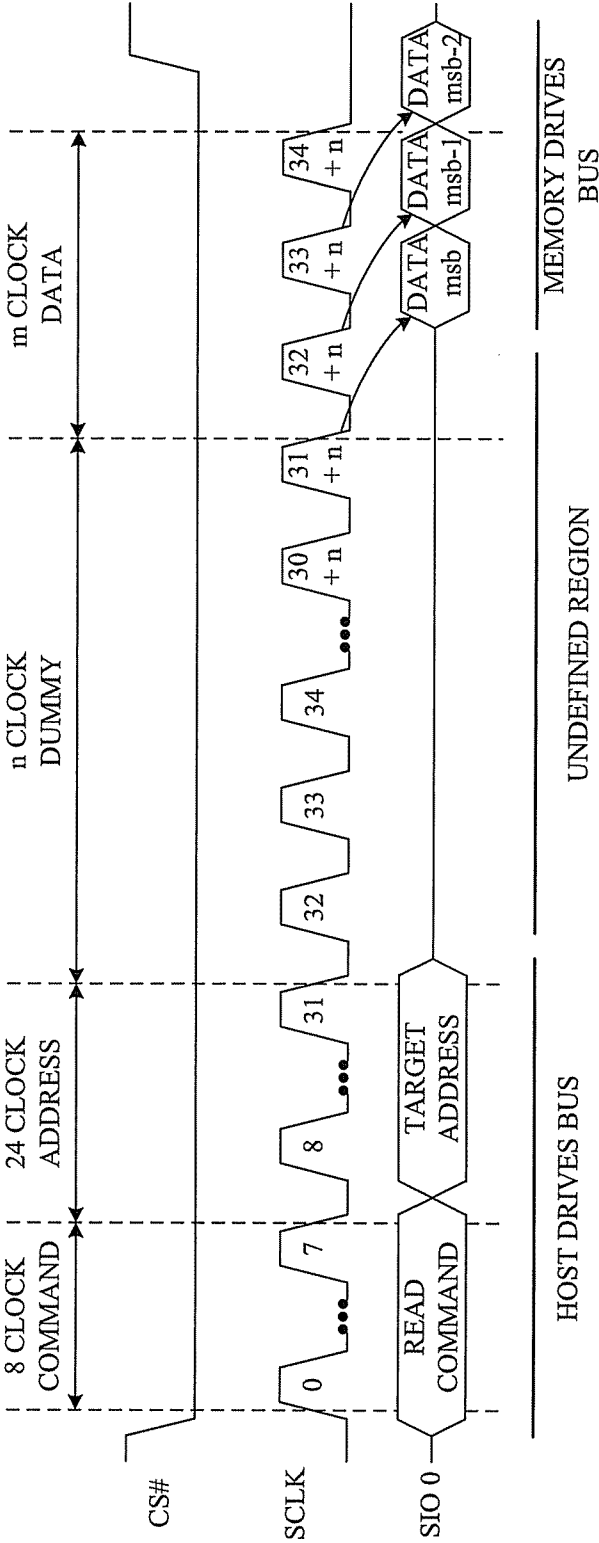 8 CLOCK
COMMAND
24 CLOCK
ADDRESS
n CLOCK
DUMMY
m CLOCK
DATA
CS#
SCLK
0
7
8
31
32
33
34
30
+ n
31
+ n
32
+ n
33
+ n
34
+ n
SIO 0
READ
COMMAND
TARGET
ADDRESS
DATA
msb
DATA
msb-1
DATA
msb-2
HOST DRIVES BUS
UNDEFINED REGION
MEMORY DRIVES
BUS